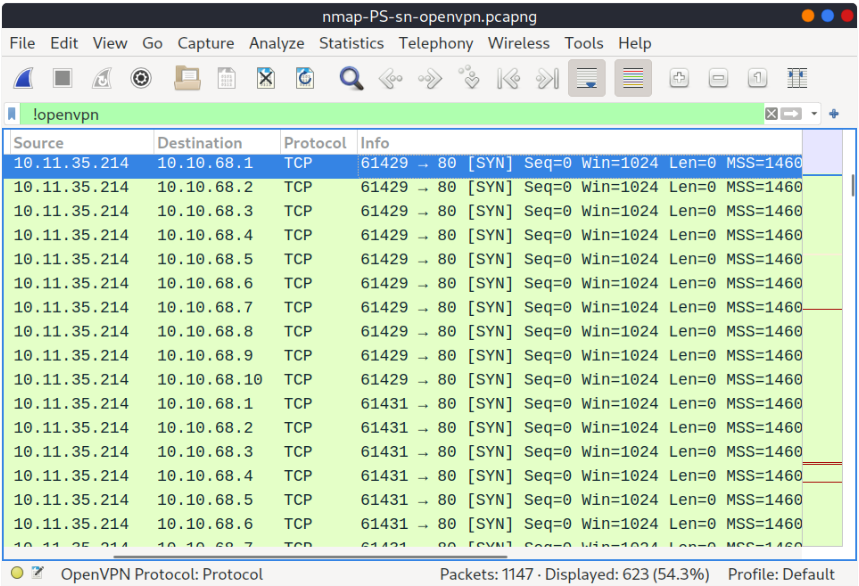 nmap-PS-sn-openvpn.pcapng
File Edit View Go Capture Analyze Statistics Telephony Wireless Tools Help
!openvpn
Source Destination Protocol Info
10.11.35.214 10.10.68.1 TCP 61429 → 80 [SYN] Seq=0 Win=1024 Len=0 MSS=1460
10.11.35.214 10.10.68.2 TCP 61429 → 80 [SYN] Seq=0 Win=1024 Len=0 MSS=1460
10.11.35.214 10.10.68.3 TCP 61429 → 80 [SYN] Seq=0 Win=1024 Len=0 MSS=1460
10.11.35.214 10.10.68.4 TCP 61429 → 80 [SYN] Seq=0 Win=1024 Len=0 MSS=1460
10.11.35.214 10.10.68.5 TCP 61429 → 80 [SYN] Seq=0 Win=1024 Len=0 MSS=1460
10.11.35.214 10.10.68.6 TCP 61429 → 80 [SYN] Seq=0 Win=1024 Len=0 MSS=1460
10.11.35.214 10.10.68.7 TCP 61429 → 80 [SYN] Seq=0 Win=1024 Len=0 MSS=1460
10.11.35.214 10.10.68.8 TCP 61429 → 80 [SYN] Seq=0 Win=1024 Len=0 MSS=1460
10.11.35.214 10.10.68.9 TCP 61429 → 80 [SYN] Seq=0 Win=1024 Len=0 MSS=1460
10.11.35.214 10.10.68.10 TCP 61429 → 80 [SYN] Seq=0 Win=1024 Len=0 MSS=1460
10.11.35.214 10.10.68.1 TCP 61431 → 80 [SYN] Seq=0 Win=1024 Len=0 MSS=1460
10.11.35.214 10.10.68.2 TCP 61431 → 80 [SYN] Seq=0 Win=1024 Len=0 MSS=1460
10.11.35.214 10.10.68.3 TCP 61431 → 80 [SYN] Seq=0 Win=1024 Len=0 MSS=1460
10.11.35.214 10.10.68.4 TCP 61431 → 80 [SYN] Seq=0 Win=1024 Len=0 MSS=1460
10.11.35.214 10.10.68.5 TCP 61431 → 80 [SYN] Seq=0 Win=1024 Len=0 MSS=1460
10.11.35.214 10.10.68.6 TCP 61431 → 80 [SYN] Seq=0 Win=1024 Len=0 MSS=1460
OpenVPN Protocol: Protocol Packets: 1147 · Displayed: 623 (54.3%) Profile: Default